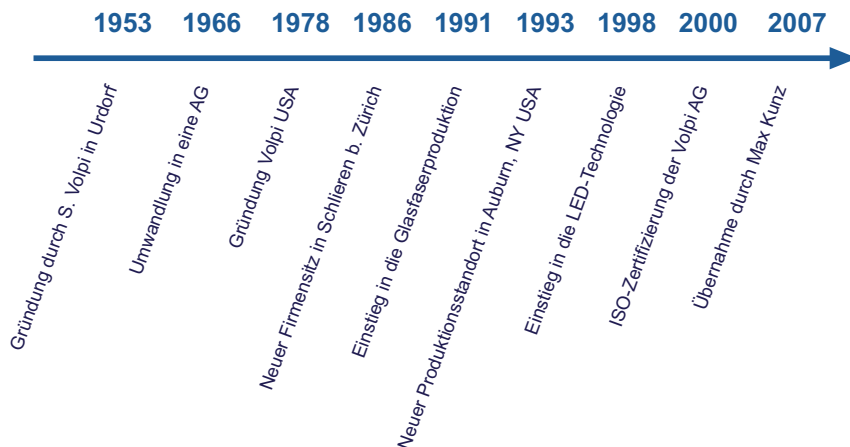 1953 1966 1978 1986 1991 1993 1998 2000 2007
Gründung durch S. Volpi in Urdorf
Umwandlung in eine AG
Gründung Volpi USA
Neuer Firmensitz in Schlieren b. Zürich
Einstieg in die Glasfaserproduktion
Neuer Produktionsstandort in Auburn, NY USA
Einstieg in die LED-Technologie
ISO-Zertifizierung der Volpi AG
Übernahme durch Max Kunz